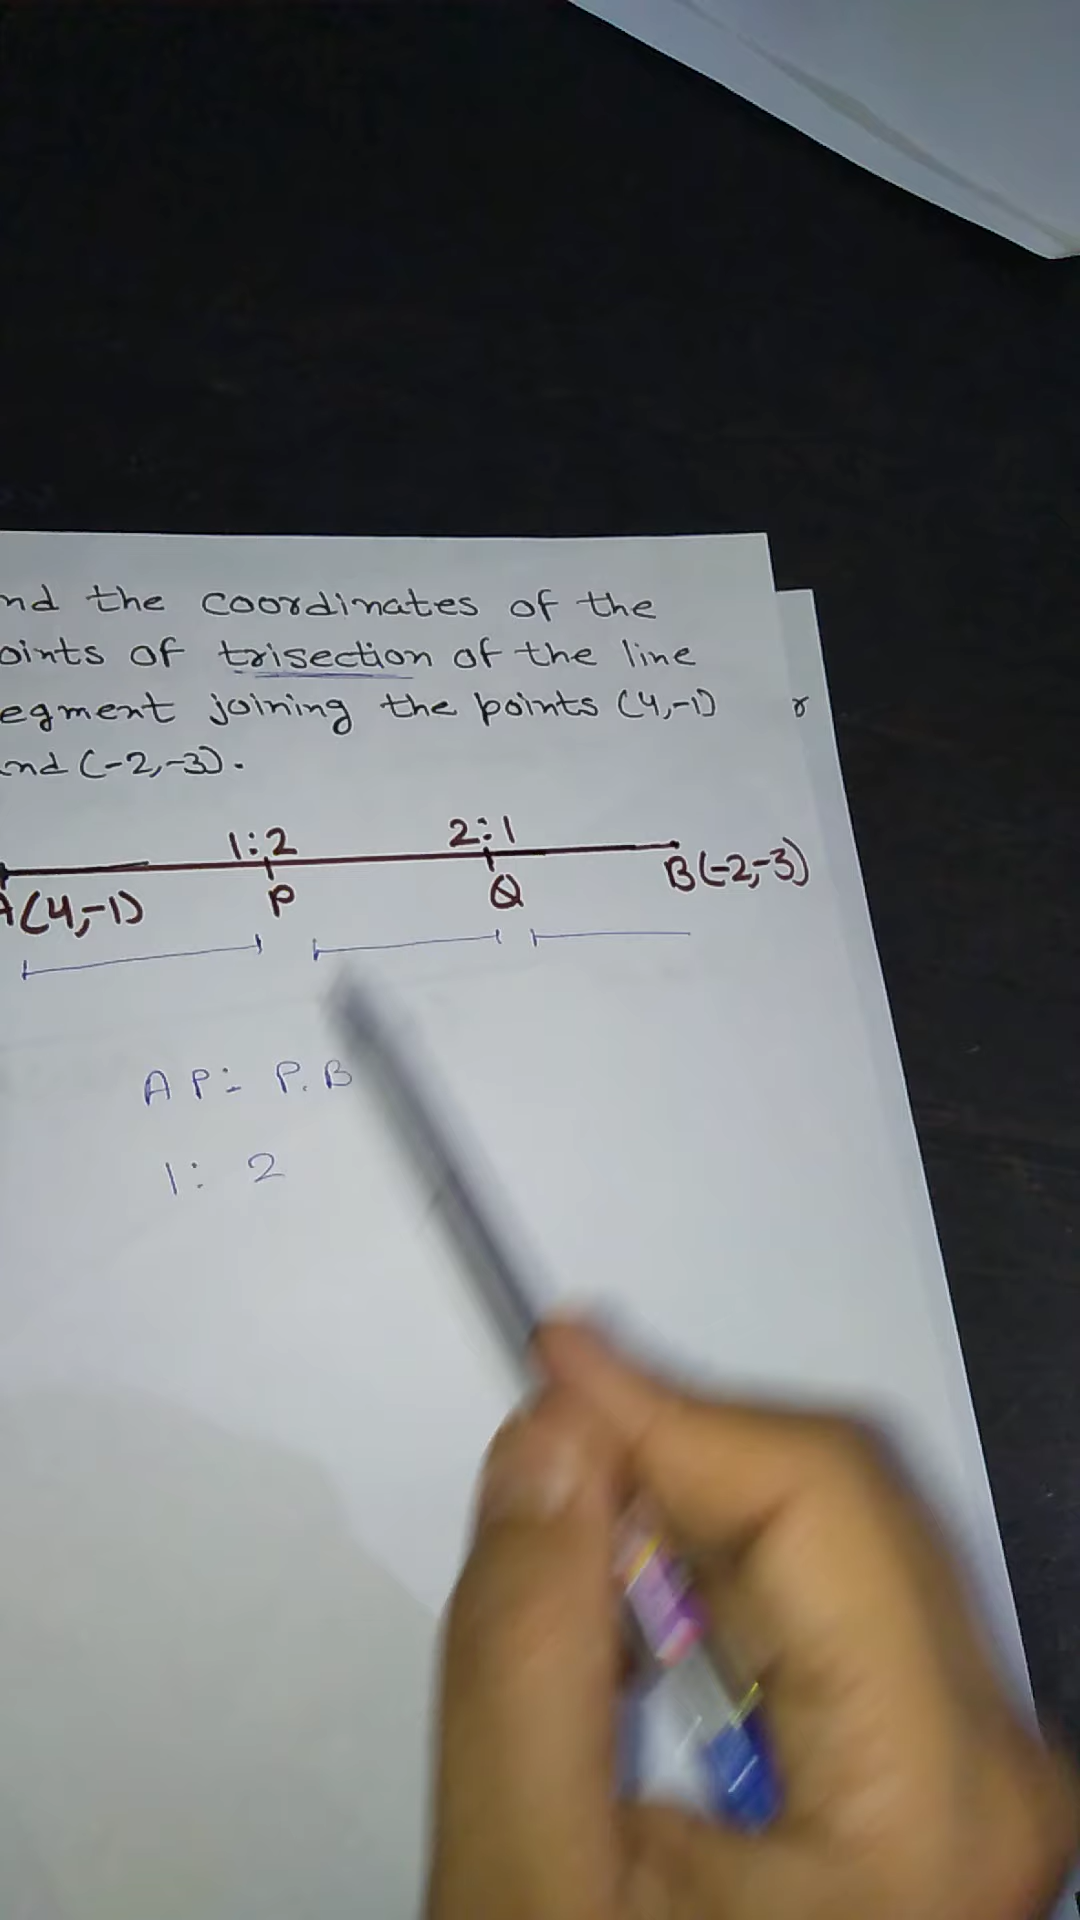 nd the coordinates of the
oints of trisection of the line
egment joining the points (4,-1)
nd (-2,-3).
1:2 2:1
A(4,-1) P Q B(-2,-3)
AP: P.B
1: 2